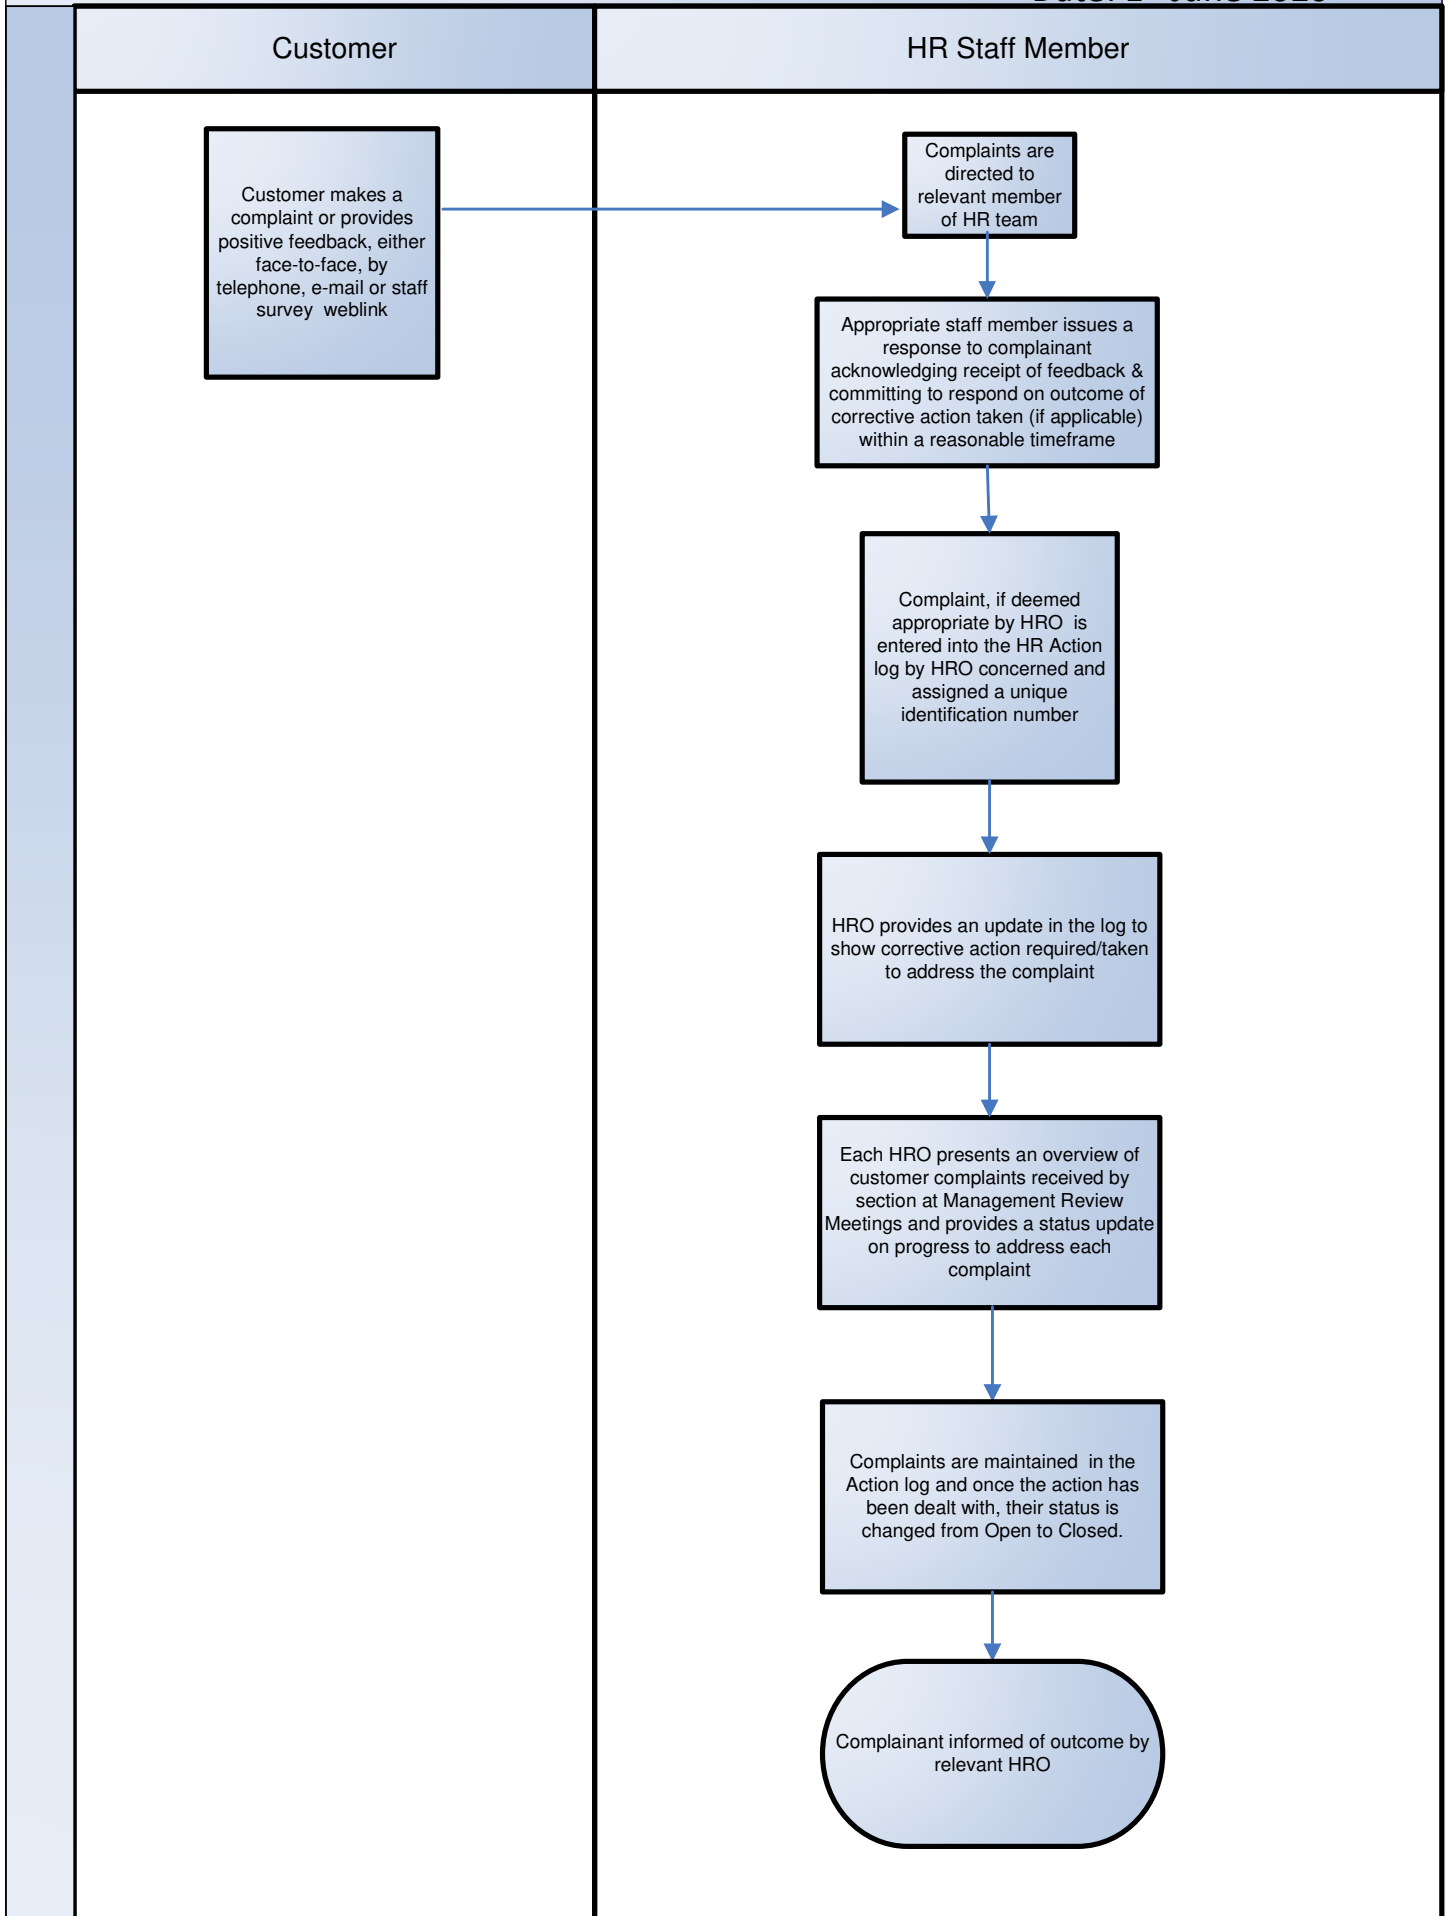 Customer
HR Staff Member
Customer makes a
complaint or provides
positive feedback, either
face-to-face, by
telephone, e-mail or staff
survey weblink
Complaints are
directed to
relevant member
of HR team
Appropriate staff member issues a
response to complainant
acknowledging receipt of feedback &
committing to respond on outcome of
corrective action taken (if applicable)
within a reasonable timeframe
Complaint, if deemed
appropriate by HRO is
entered into the HR Action
log by HRO concerned and
assigned a unique
identification number
HRO provides an update in the log to
show corrective action required/taken
to address the complaint
Each HRO presents an overview of
customer complaints received by
section at Management Review
Meetings and provides a status update
on progress to address each
complaint
Complaints are maintained in the
Action log and once the action has
been dealt with, their status is
changed from Open to Closed.
Complainant informed of outcome by
relevant HRO